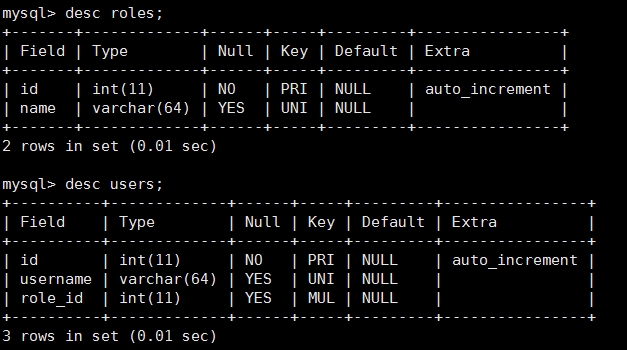 mysql> desc roles;
+-------+-------------+------+-----+---------+----------------+
| Field | Type        | Null | Key | Default | Extra          |
+-------+-------------+------+-----+---------+----------------+
| id    | int(11)     | NO   | PRI | NULL    | auto_increment |
| name  | varchar(64) | YES  | UNI | NULL    |                |
+-------+-------------+------+-----+---------+----------------+
2 rows in set (0.01 sec)
mysql> desc users;
+----------+-------------+------+-----+---------+----------------+
| Field    | Type        | Null | Key | Default | Extra          |
+----------+-------------+------+-----+---------+----------------+
| id       | int(11)     | NO   | PRI | NULL    | auto_increment |
| username | varchar(64) | YES  | UNI | NULL    |                |
| role_id  | int(11)     | YES  | MUL | NULL    |                |
+----------+-------------+------+-----+---------+----------------+
3 rows in set (0.01 sec)